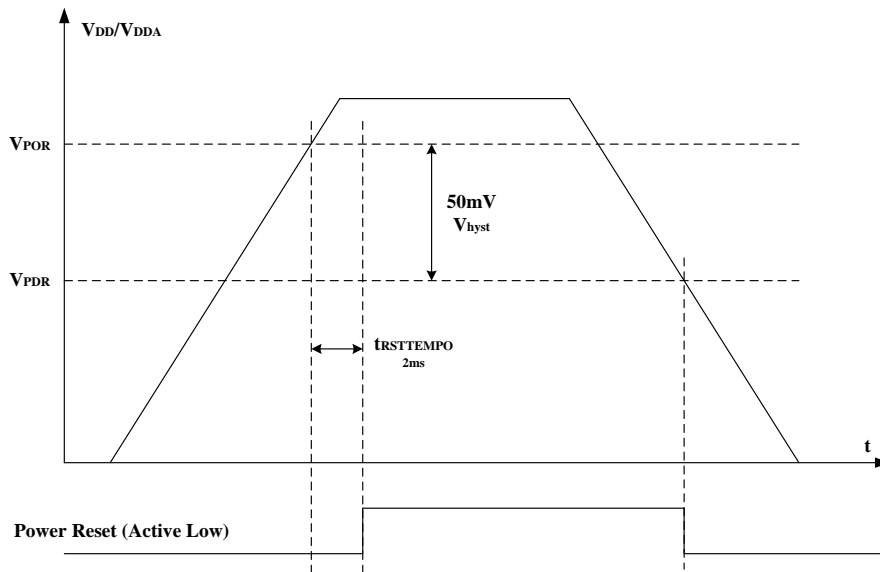 VDD/VDDA
VPOR
50mV
Vhyst
VPDR
tRSTTEMPO
2ms
t
Power Reset (Active Low)